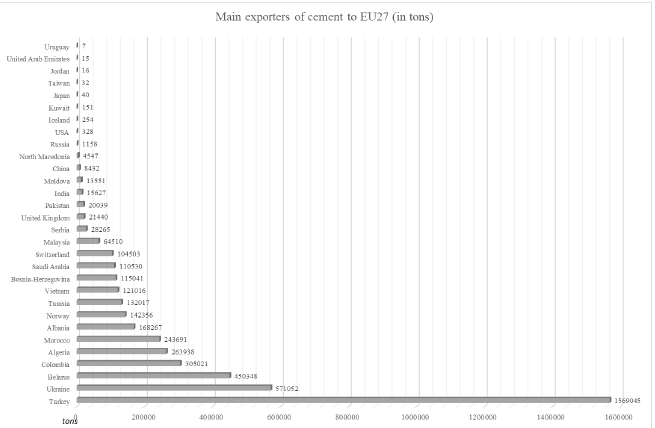 Main exporters of cement to EU27 (in tons)
Uruguay 7
United Arab Emirates 15
Jordan 16
Taiwan 32
Japan 40
Kuwait 151
Iceland 254
USA 328
Russia 1158
North Macedonia 4547
China 8432
Moldova 13551
India 15627
Pakistan 20039
United Kingdom 21440
Serbia 28265
Malaysia 64510
Switzerland 104503
Saudi Arabia 110530
Bosnia-Herzegovina 115041
Vietnam 121016
Tunisia 132017
Norway 142356
Albania 168267
Morocco 243691
Algeria 263938
Colombia 305021
Belarus 450348
Ukraine 571052
Turkey 1569045
0 200000 400000 600000 800000 1000000 1200000 1400000 1600000
tons